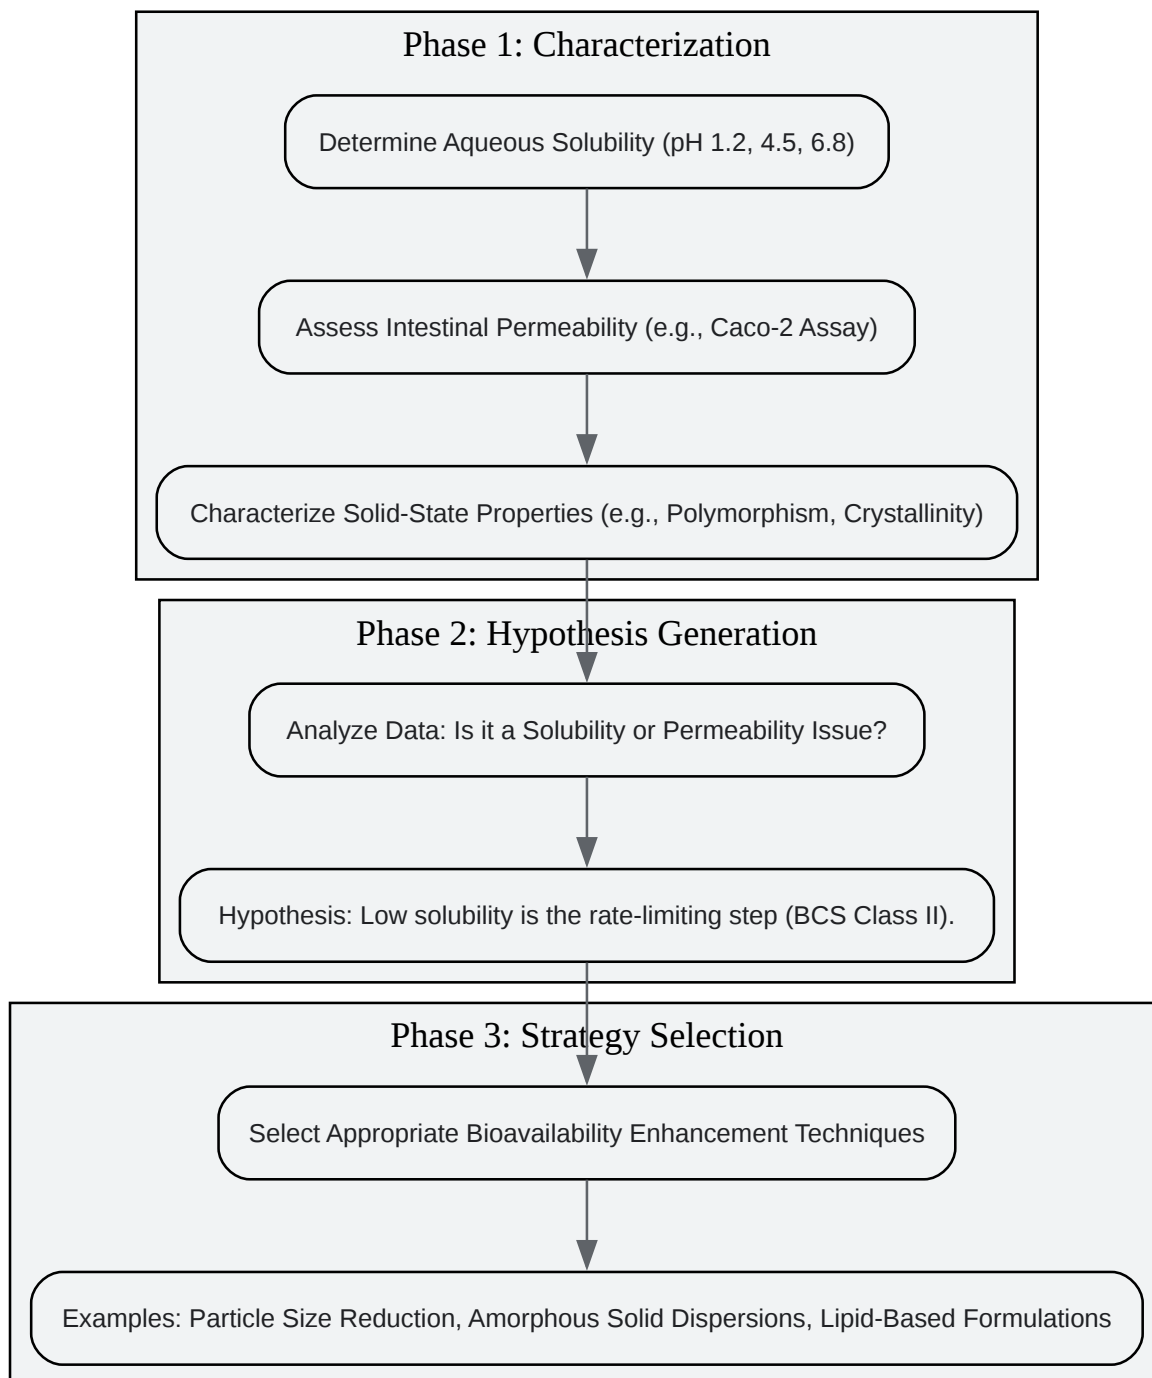 Phase 1: Characterization
Determine Aqueous Solubility (pH 1.2, 4.5, 6.8)
Assess Intestinal Permeability (e.g., Caco-2 Assay)
Characterize Solid-State Properties (e.g., Polymorphism, Crystallinity)
Phase 2: Hypothesis Generation
Analyze Data: Is it a Solubility or Permeability Issue?
Hypothesis: Low solubility is the rate-limiting step (BCS Class II).
Phase 3: Strategy Selection
Select Appropriate Bioavailability Enhancement Techniques
Examples: Particle Size Reduction, Amorphous Solid Dispersions, Lipid-Based Formulations